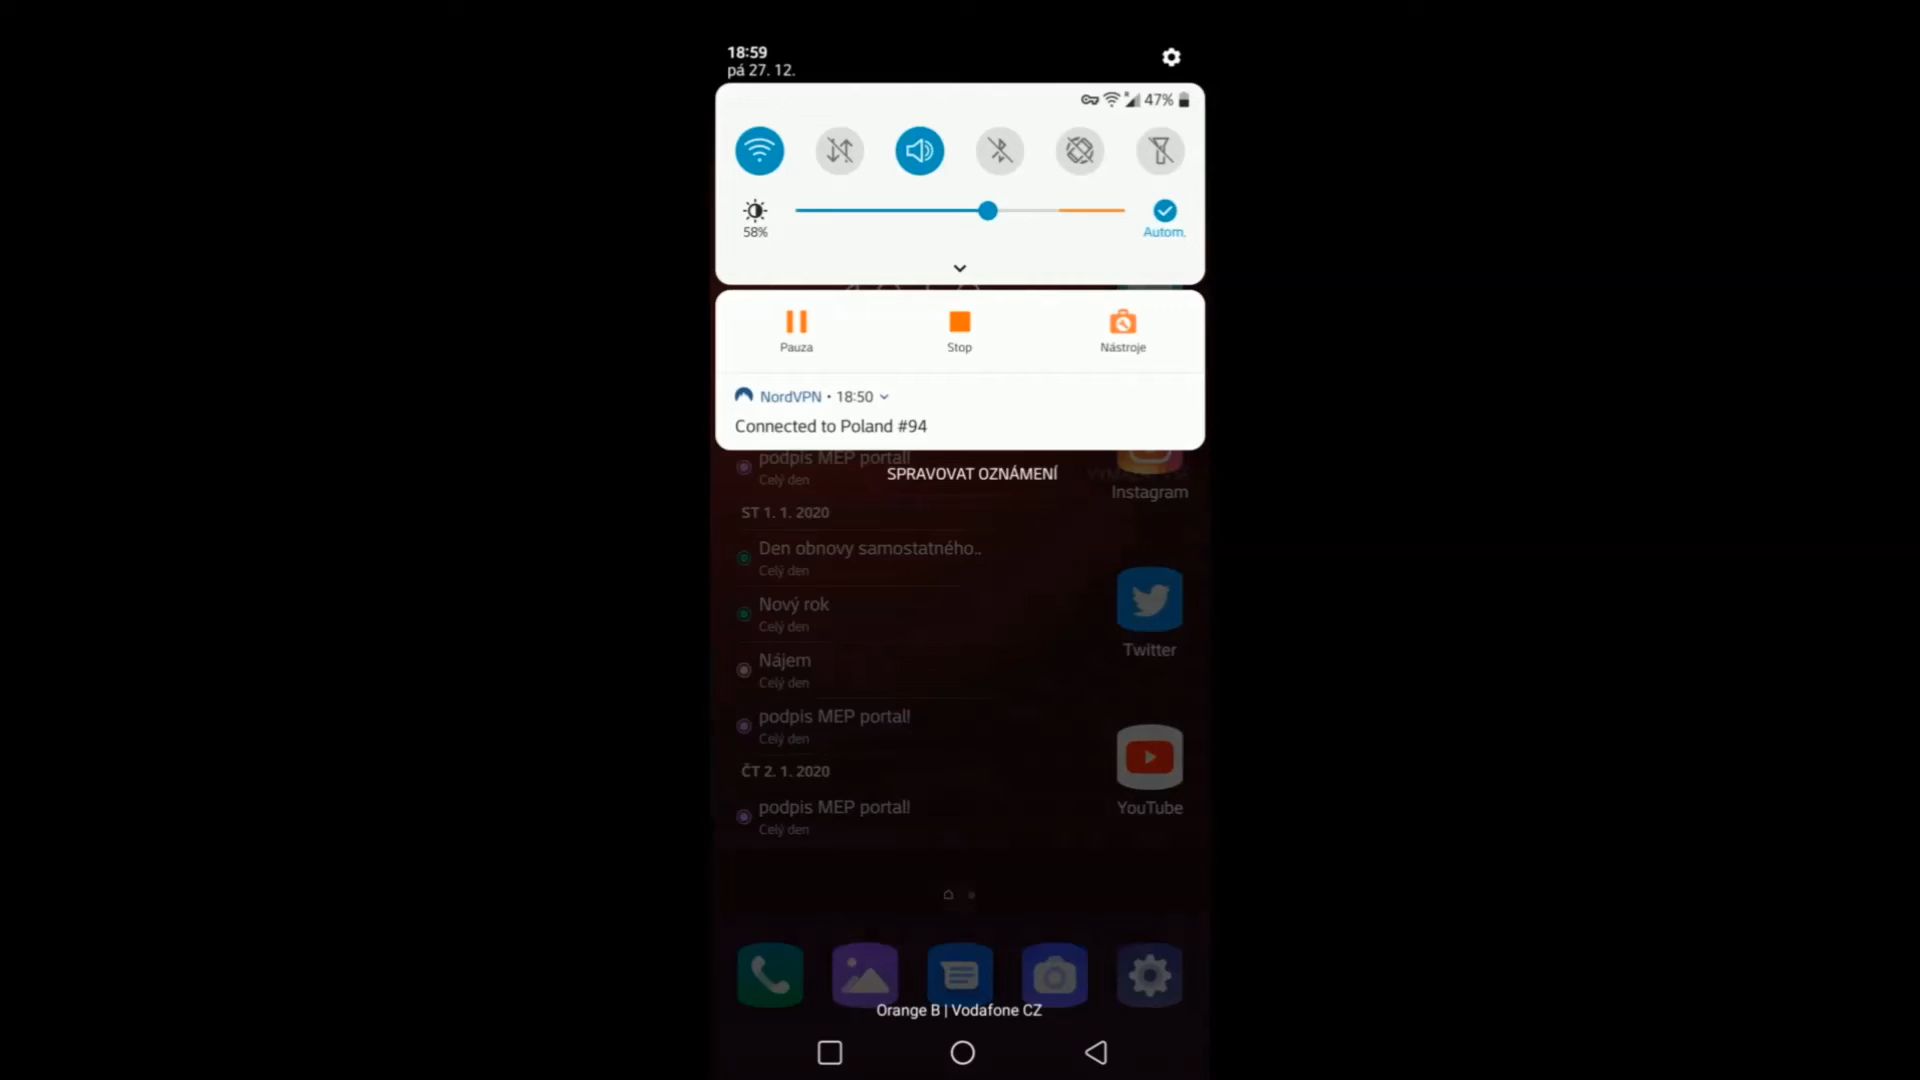 18:59
pá 27. 12.
47%
58%
Autom.
Pauza
Stop
Nástroje
NordVPN • 18:50
Connected to Poland #94
podpis MEP portal!
Celý den
SPRAVOVAT OZNÁMENÍ
Instagram
ST 1. 1. 2020
Den obnovy samostatného..
Celý den
Nový rok
Celý den
Twitter
Nájem
Celý den
podpis MEP portal!
Celý den
ČT 2. 1. 2020
podpis MEP portal!
Celý den
YouTube
Orange B | Vodafone CZ